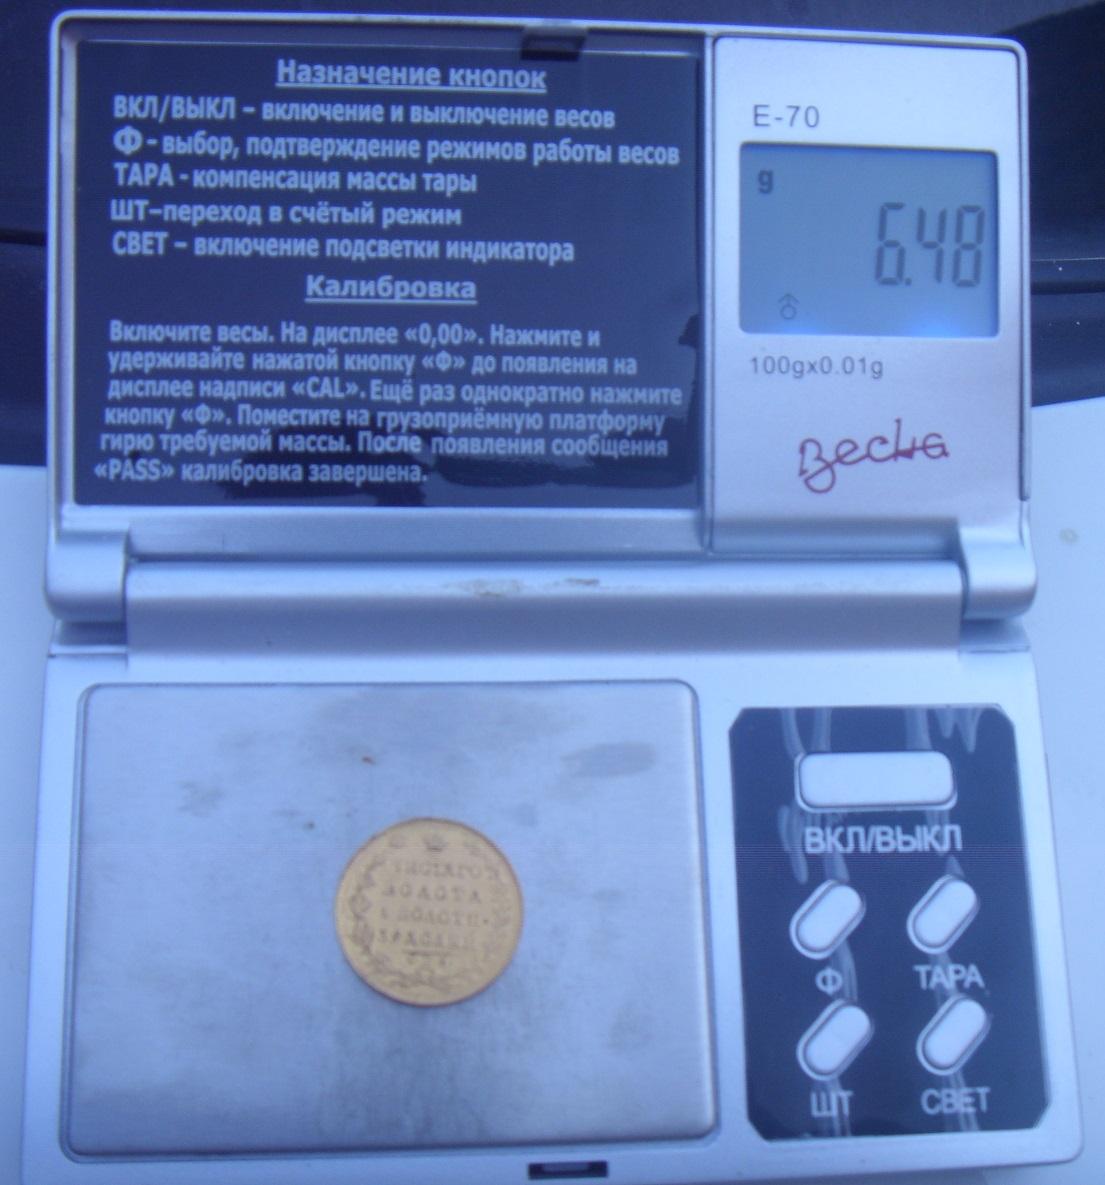 Назначение кнопок
ВКЛ/ВЫКЛ – включение и выключение весов
Ф - выбор, подтверждение режимов работы весов
ТАРА - компенсация массы тары
ШТ–переход в счётый режим
СВЕТ – включение подсветки индикатора
Калибровка
Включите весы. На дисплее «0,00». Нажмите и
удерживайте нажатой кнопку «Ф» до появления на
дисплее надписи «CAL». Ещё раз однократно нажмите
кнопку «Ф». Поместите на грузоприёмную платформу
гирю требуемой массы. После появления сообщения
«PASS» калибровка завершена.
E-70
g
6.48
100gx0.01g
Весна
ЗОЛОТА
ВКЛ/ВЫКЛ
Ф ТАРА
ШТ СВЕТ